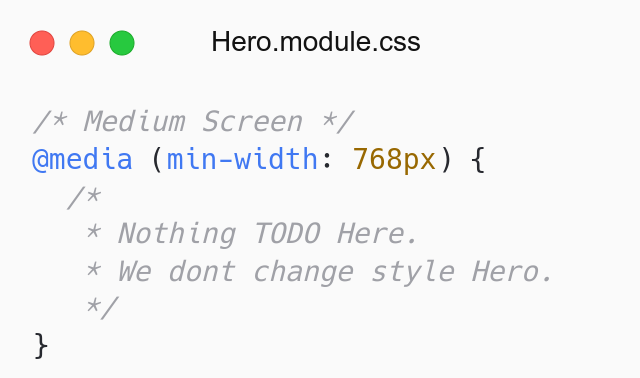 Hero.module.css
/* Medium Screen */
@media (min-width: 768px) {
  /*
   * Nothing TODO Here.
   * We dont change style Hero.
   */
}